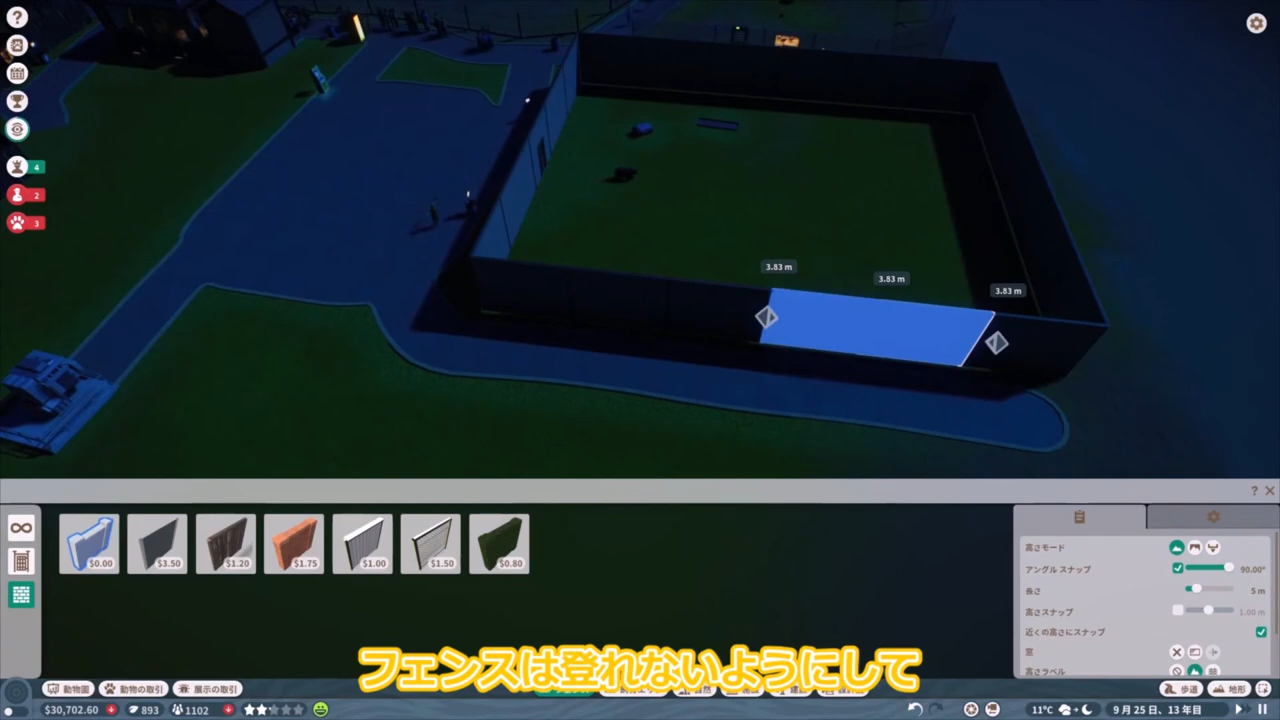 ?
4
2
3
3.83 m
3.83 m
3.83 m
? ×
$0.00
$3.50
$1.20
$1.75
$1.00
$1.50
$0.80
高さモード
アングル スナップ 90.00°
長さ 5 m
高さスナップ 1.00 m
近くの高さにスナップ
窓
高さラベル
フェンスは登れないようにして
動物園 動物の取引 展示の取引
歩道 地形
$30,702.60 893 1102
11°C 9 月 25 日、13 年目